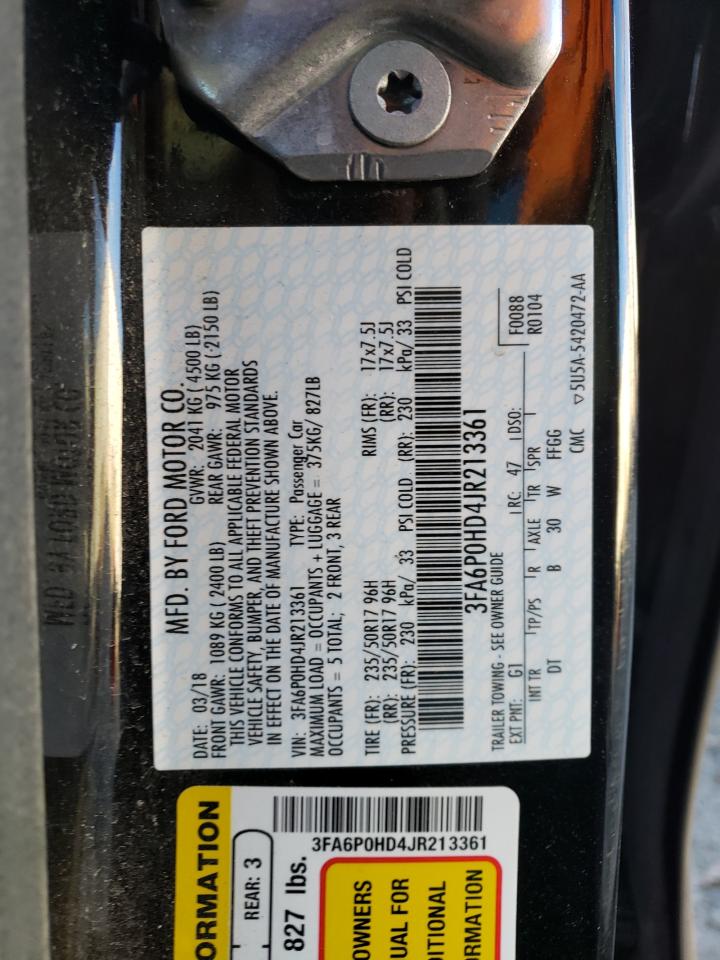 MFD. BY FORD MOTOR CO.
DATE: 03/18 GVWR: 2041 KG ( 4500 LB)
FRONT GAWR: 1089 KG ( 2400 LB) REAR GAWR: 975 KG ( 2150 LB)
THIS VEHICLE CONFORMS TO ALL APPLICABLE FEDERAL MOTOR
VEHICLE SAFETY, BUMPER, AND THEFT PREVENTION STANDARDS
IN EFFECT ON THE DATE OF MANUFACTURE SHOWN ABOVE.
VIN: 3FA6P0HD4JR213361 TYPE: Passenger Car
MAXIMUM LOAD = OCCUPANTS + LUGGAGE = 375KG/ 827LB
OCCUPANTS = 5 TOTAL; 2 FRONT, 3 REAR
TIRE (FR): 235/50R17 96H RIMS (FR): 17x7.5J
(RR): 235/50R17 96H (RR): 17x7.5J
PRESSURE (FR): 230 kPa/ 33 PSI COLD (RR): 230 kPa/ 33 PSI COLD
3FA6P0HD4JR213361
TRAILER TOWING - SEE OWNER GUIDE
EXT PNT: G1 RC: 47 DSO: F0088
R0104
INT TR TP/PS R AXLE TR SPR
DT B 30 W FFGG
CMC ▽5U5A-5420472-AA
ORMATION
REAR: 3
827 lbs.
3FA6P0HD4JR213361
OWNERS
UAL FOR
DITIONAL
RMATION